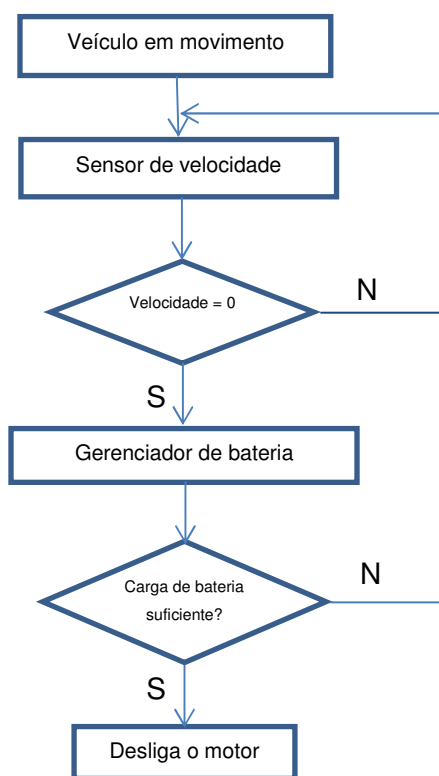 Veículo em movimento
Sensor de velocidade
Velocidade = 0
N
S
Gerenciador de bateria
Carga de bateria
suficiente?
N
S
Desliga o motor